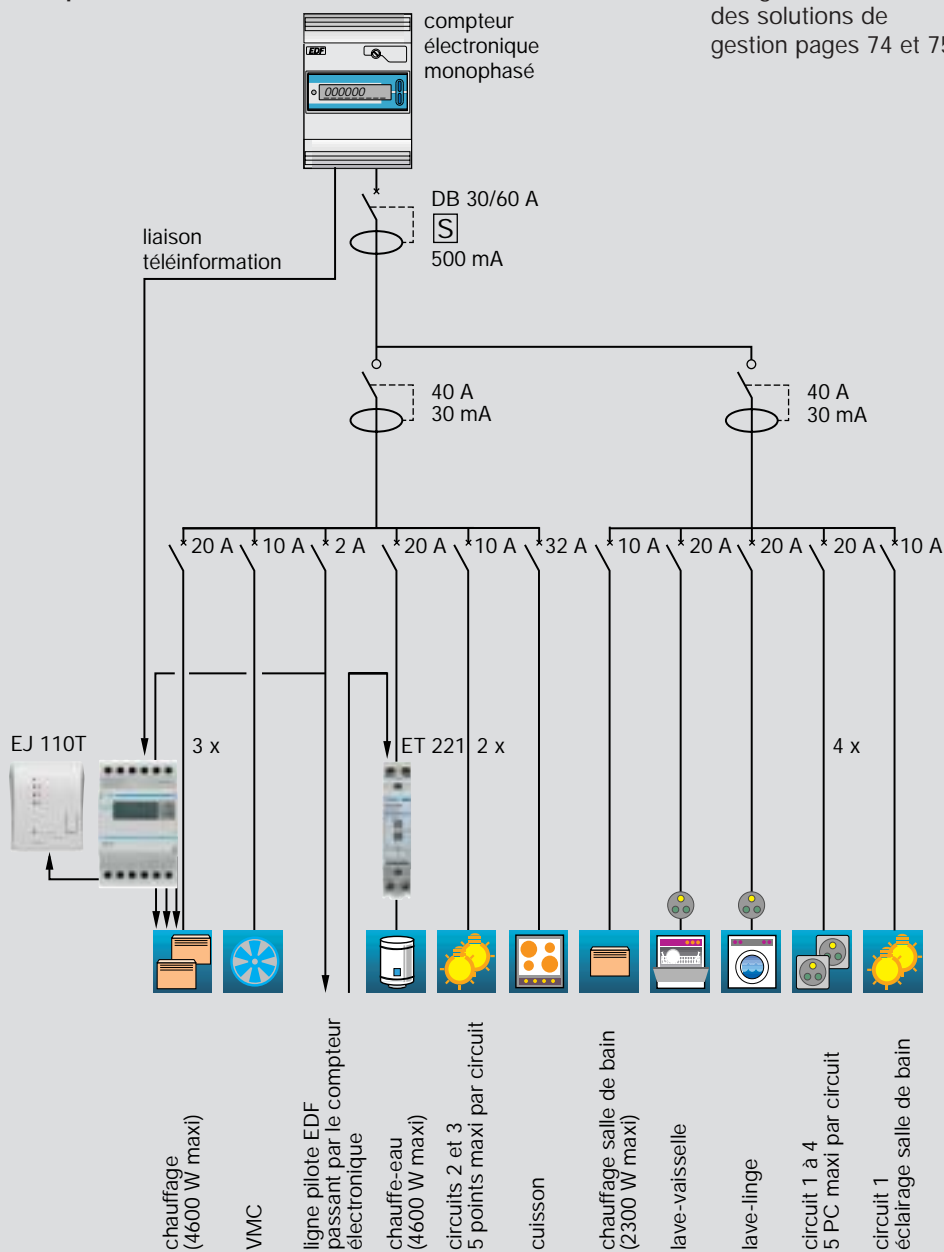 des solutions de
gestion pages 74 et 75
compteur
électronique
monophasé
EDF
000000
DB 30/60 A
S
500 mA
liaison
téléinformation
40 A
30 mA
40 A
30 mA
20 A
10 A
2 A
20 A
10 A
32 A
10 A
20 A
20 A
20 A
10 A
EJ 110T
3 x
ET 221
2 x
4 x
chauffage
(4600 W maxi)
VMC
ligne pilote EDF
passant par le compteur
électronique
chauffe-eau
(4600 W maxi)
circuits 2 et 3
5 points maxi par circuit
cuisson
chauffage salle de bain
(2300 W maxi)
lave-vaisselle
lave-linge
circuit 1 à 4
5 PC maxi par circuit
circuit 1
éclairage salle de bain